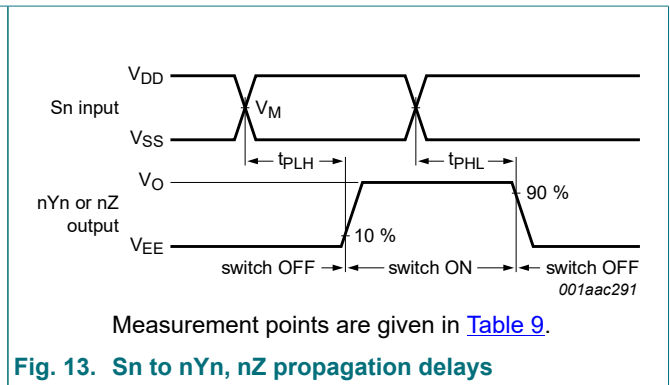 VDD
Sn input
VM
VSS
tPLH
tPHL
VO
nYn or nZ
output
90 %
10 %
VEE
switch OFF
switch ON
switch OFF
001aac291
Measurement points are given in Table 9.
Fig. 13. Sn to nYn, nZ propagation delays